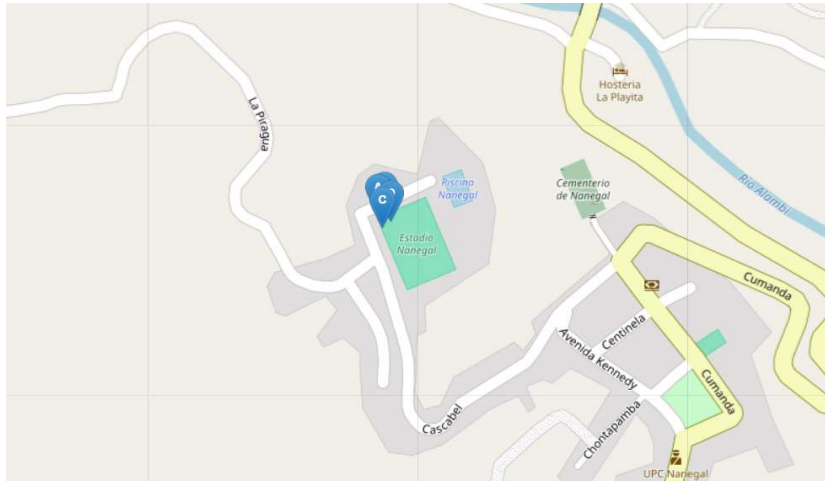 La Piragua
Hosteria
La Playita
Río Alambi
C
Piscina
Nanegal
Cementerio
de Nanegal
Estadio
Nanegal
Cumanda
Centinela
Avenida Kennedy
Cumanda
Cascabel
Chontapamba
UPC Nanegal